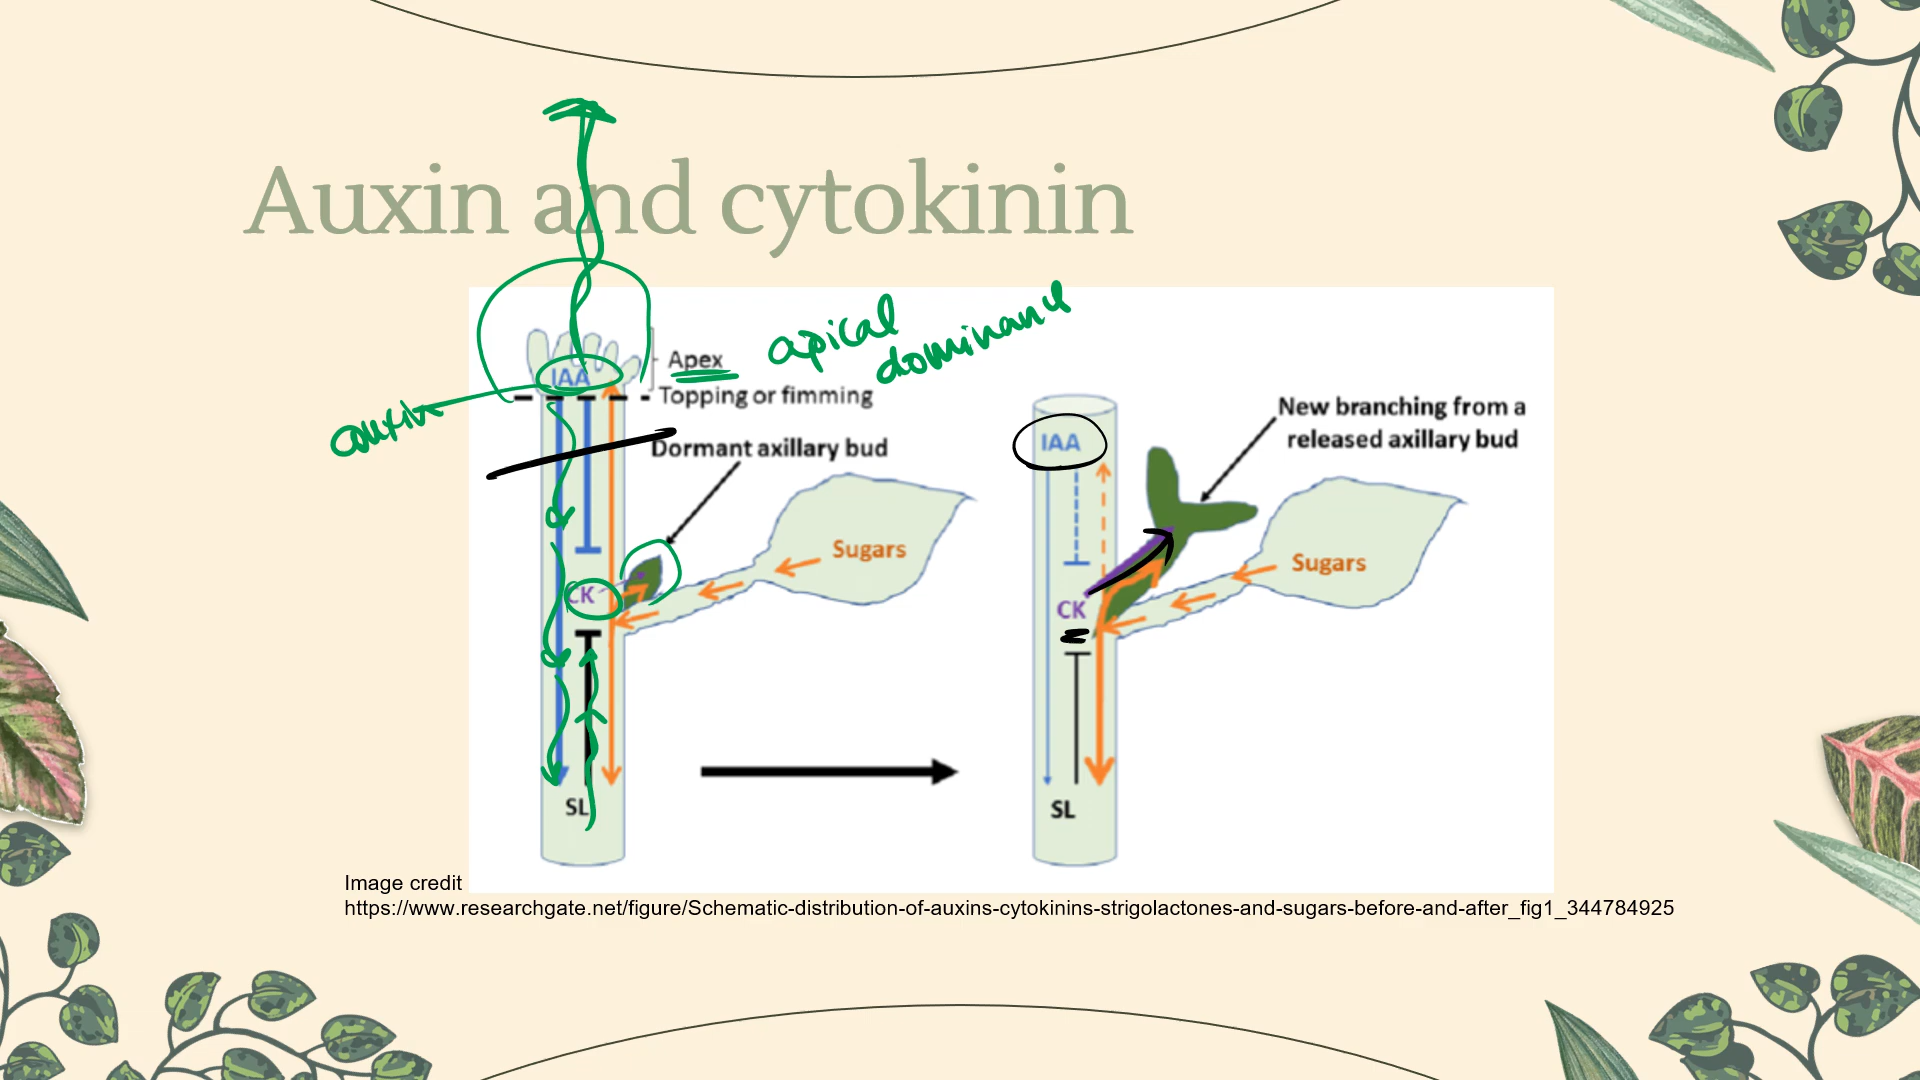 Auxin and cytokinin
apical
dominance
Apex
IAA
Topping or fimming
auxin
Dormant axillary bud
Sugars
CK
SL
New branching from a
released axillary bud
IAA
Sugars
CK
SL
Image credit
https://www.researchgate.net/figure/Schematic-distribution-of-auxins-cytokinins-strigolactones-and-sugars-before-and-after_fig1_344784925